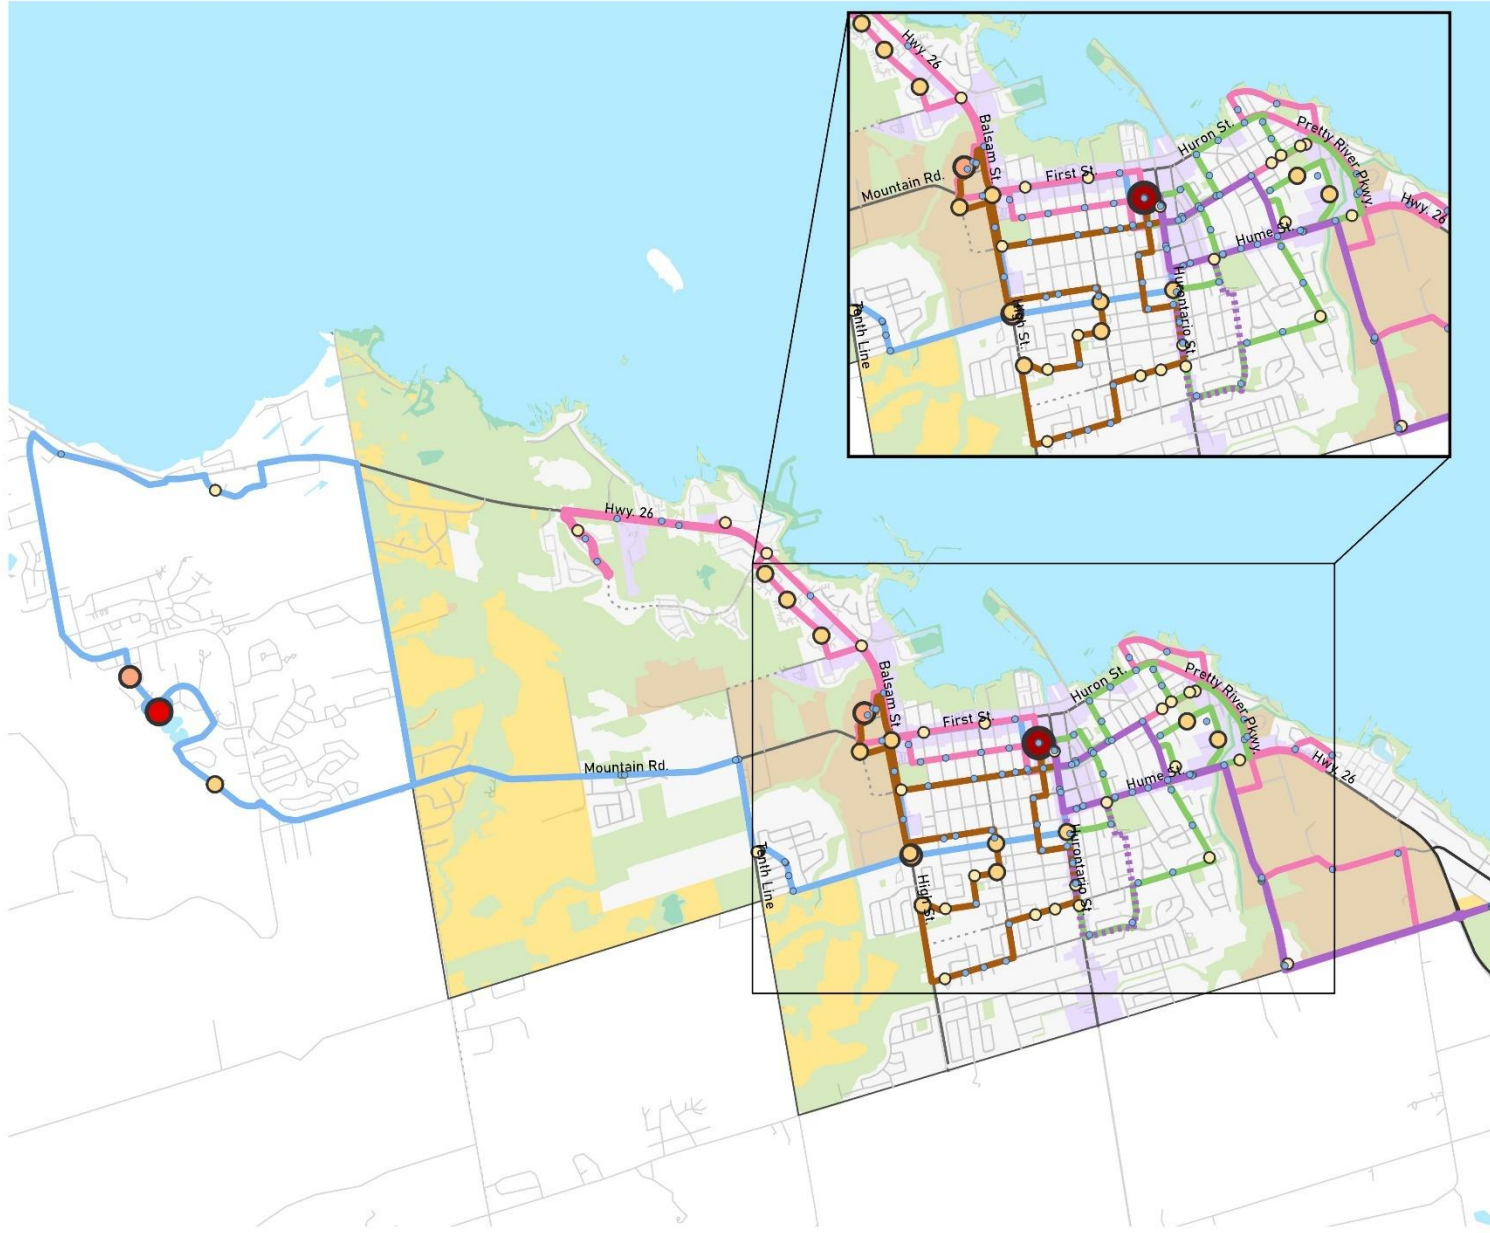 Hwy. 26
Balsam St.
Mountain Rd.
First St.
Huron St.
Pretty River Pkwy.
Hwy. 26
Hume St.
Hurontario St.
High St.
Tenth Line
Hwy. 26
Balsam St.
First St.
Huron St.
Pretty River Pkwy.
Hwy. 26
Hume St.
Mountain Rd.
Tenth Line
High St.
Hurontario St.